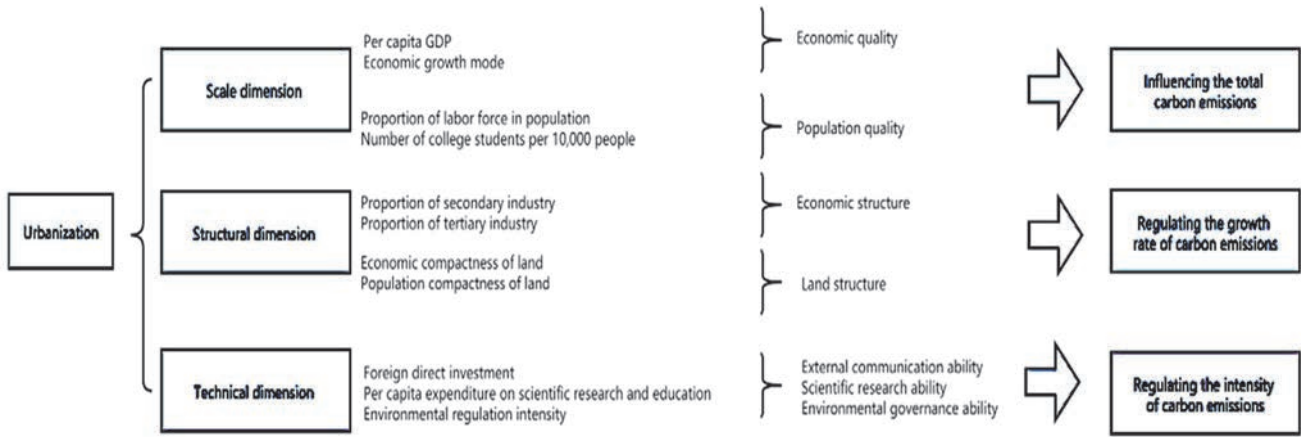 Urbanization
Scale dimension
Per capita GDP
Economic growth mode
Economic quality
Proportion of labor force in population
Number of college students per 10,000 people
Population quality
Influencing the total
carbon emissions
Structural dimension
Proportion of secondary industry
Proportion of tertiary industry
Economic structure
Economic compactness of land
Population compactness of land
Land structure
Regulating the growth
rate of carbon emissions
Technical dimension
Foreign direct investment
Per capita expenditure on scientific research and education
Environmental regulation intensity
External communication ability
Scientific research ability
Environmental governance ability
Regulating the intensity
of carbon emissions